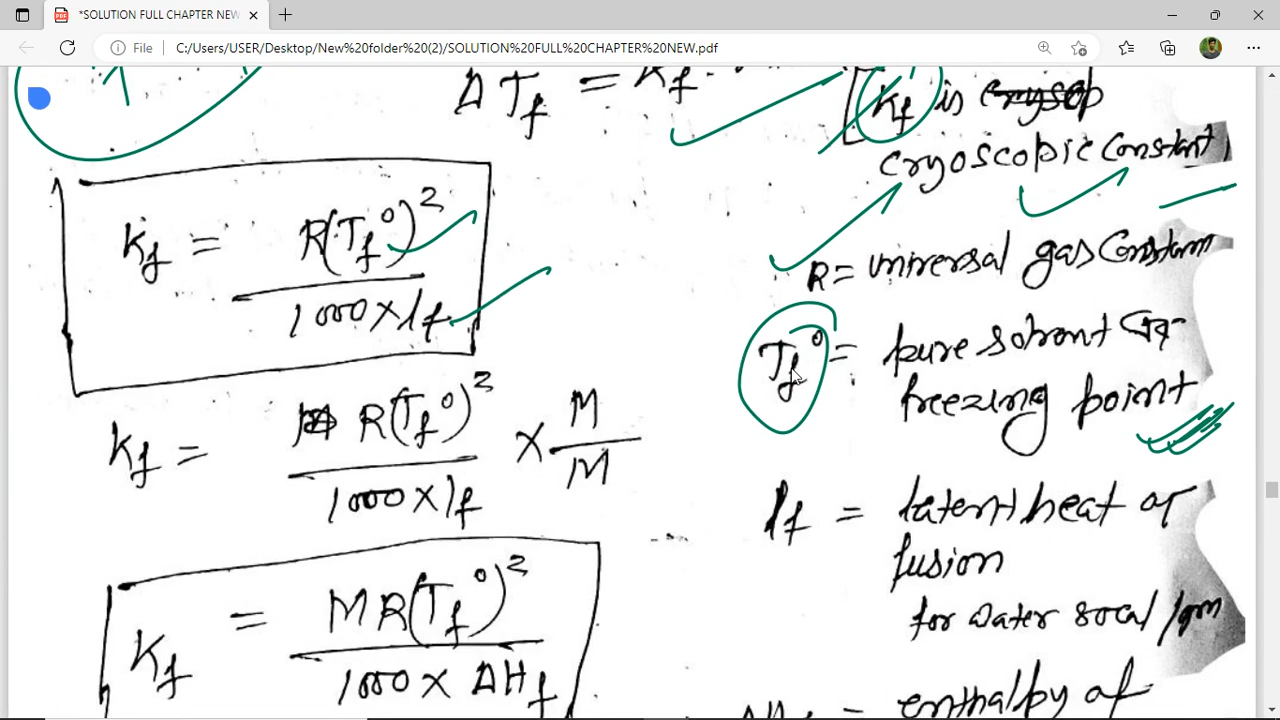 *SOLUTION FULL CHAPTER NEW
File
C:/Users/USER/Desktop/New%20folder%20(2)/SOLUTION%20FULL%20CHAPTER%20NEW.pdf
Δ Tf = Kf
Kf is
cryoscopic Constant
Kf = R(Tf°)² / 1000 × lf
R = universal gas Constant
Tf° = pure solvent
freezing point
Kf = R(Tf°)² / 1000 × lf × M / M
lf = latent heat of
fusion
for water /gm
Kf = MR(Tf°)² / 1000 × ΔHf
= enthalpy of